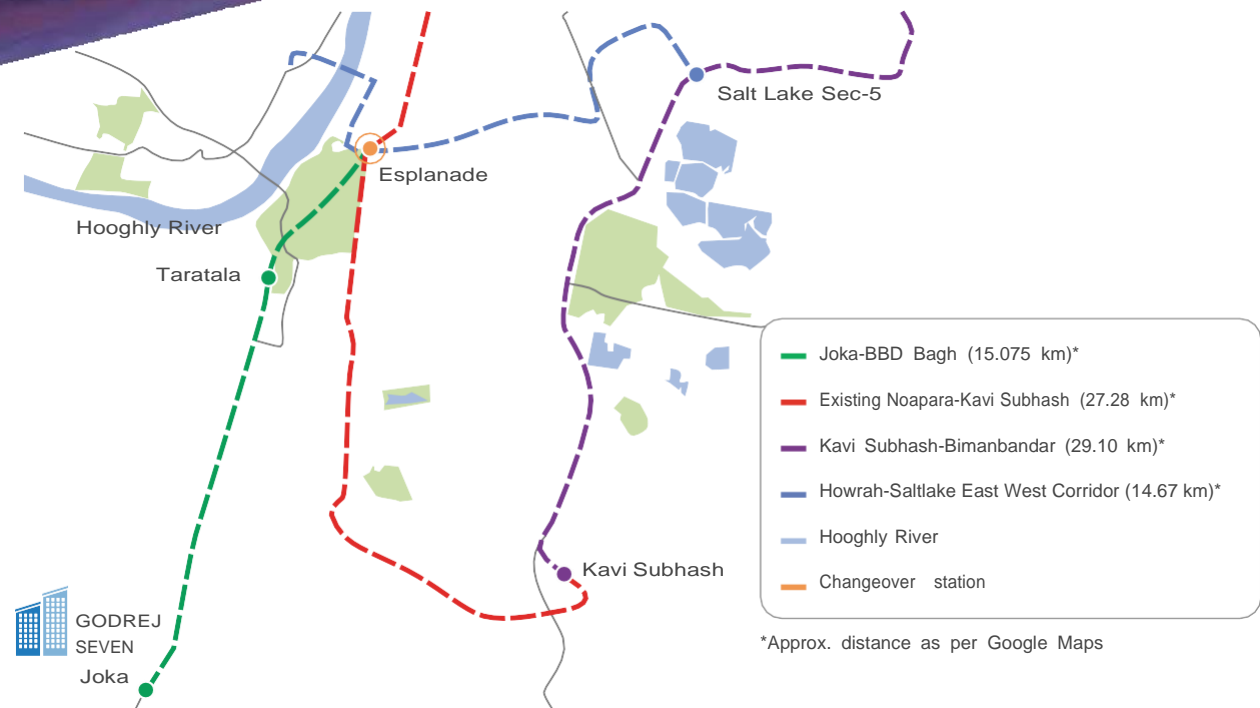 Salt Lake Sec-5
Esplanade
Hooghly River
Taratala
Joka-BBD Bagh (15.075 km)*
Existing Noapara-Kavi Subhash (27.28 km)*
Kavi Subhash-Bimanbandar (29.10 km)*
Howrah-Saltlake East West Corridor (14.67 km)*
Hooghly River
Changeover station
Kavi Subhash
GODREJ
SEVEN
Joka
*Approx. distance as per Google Maps